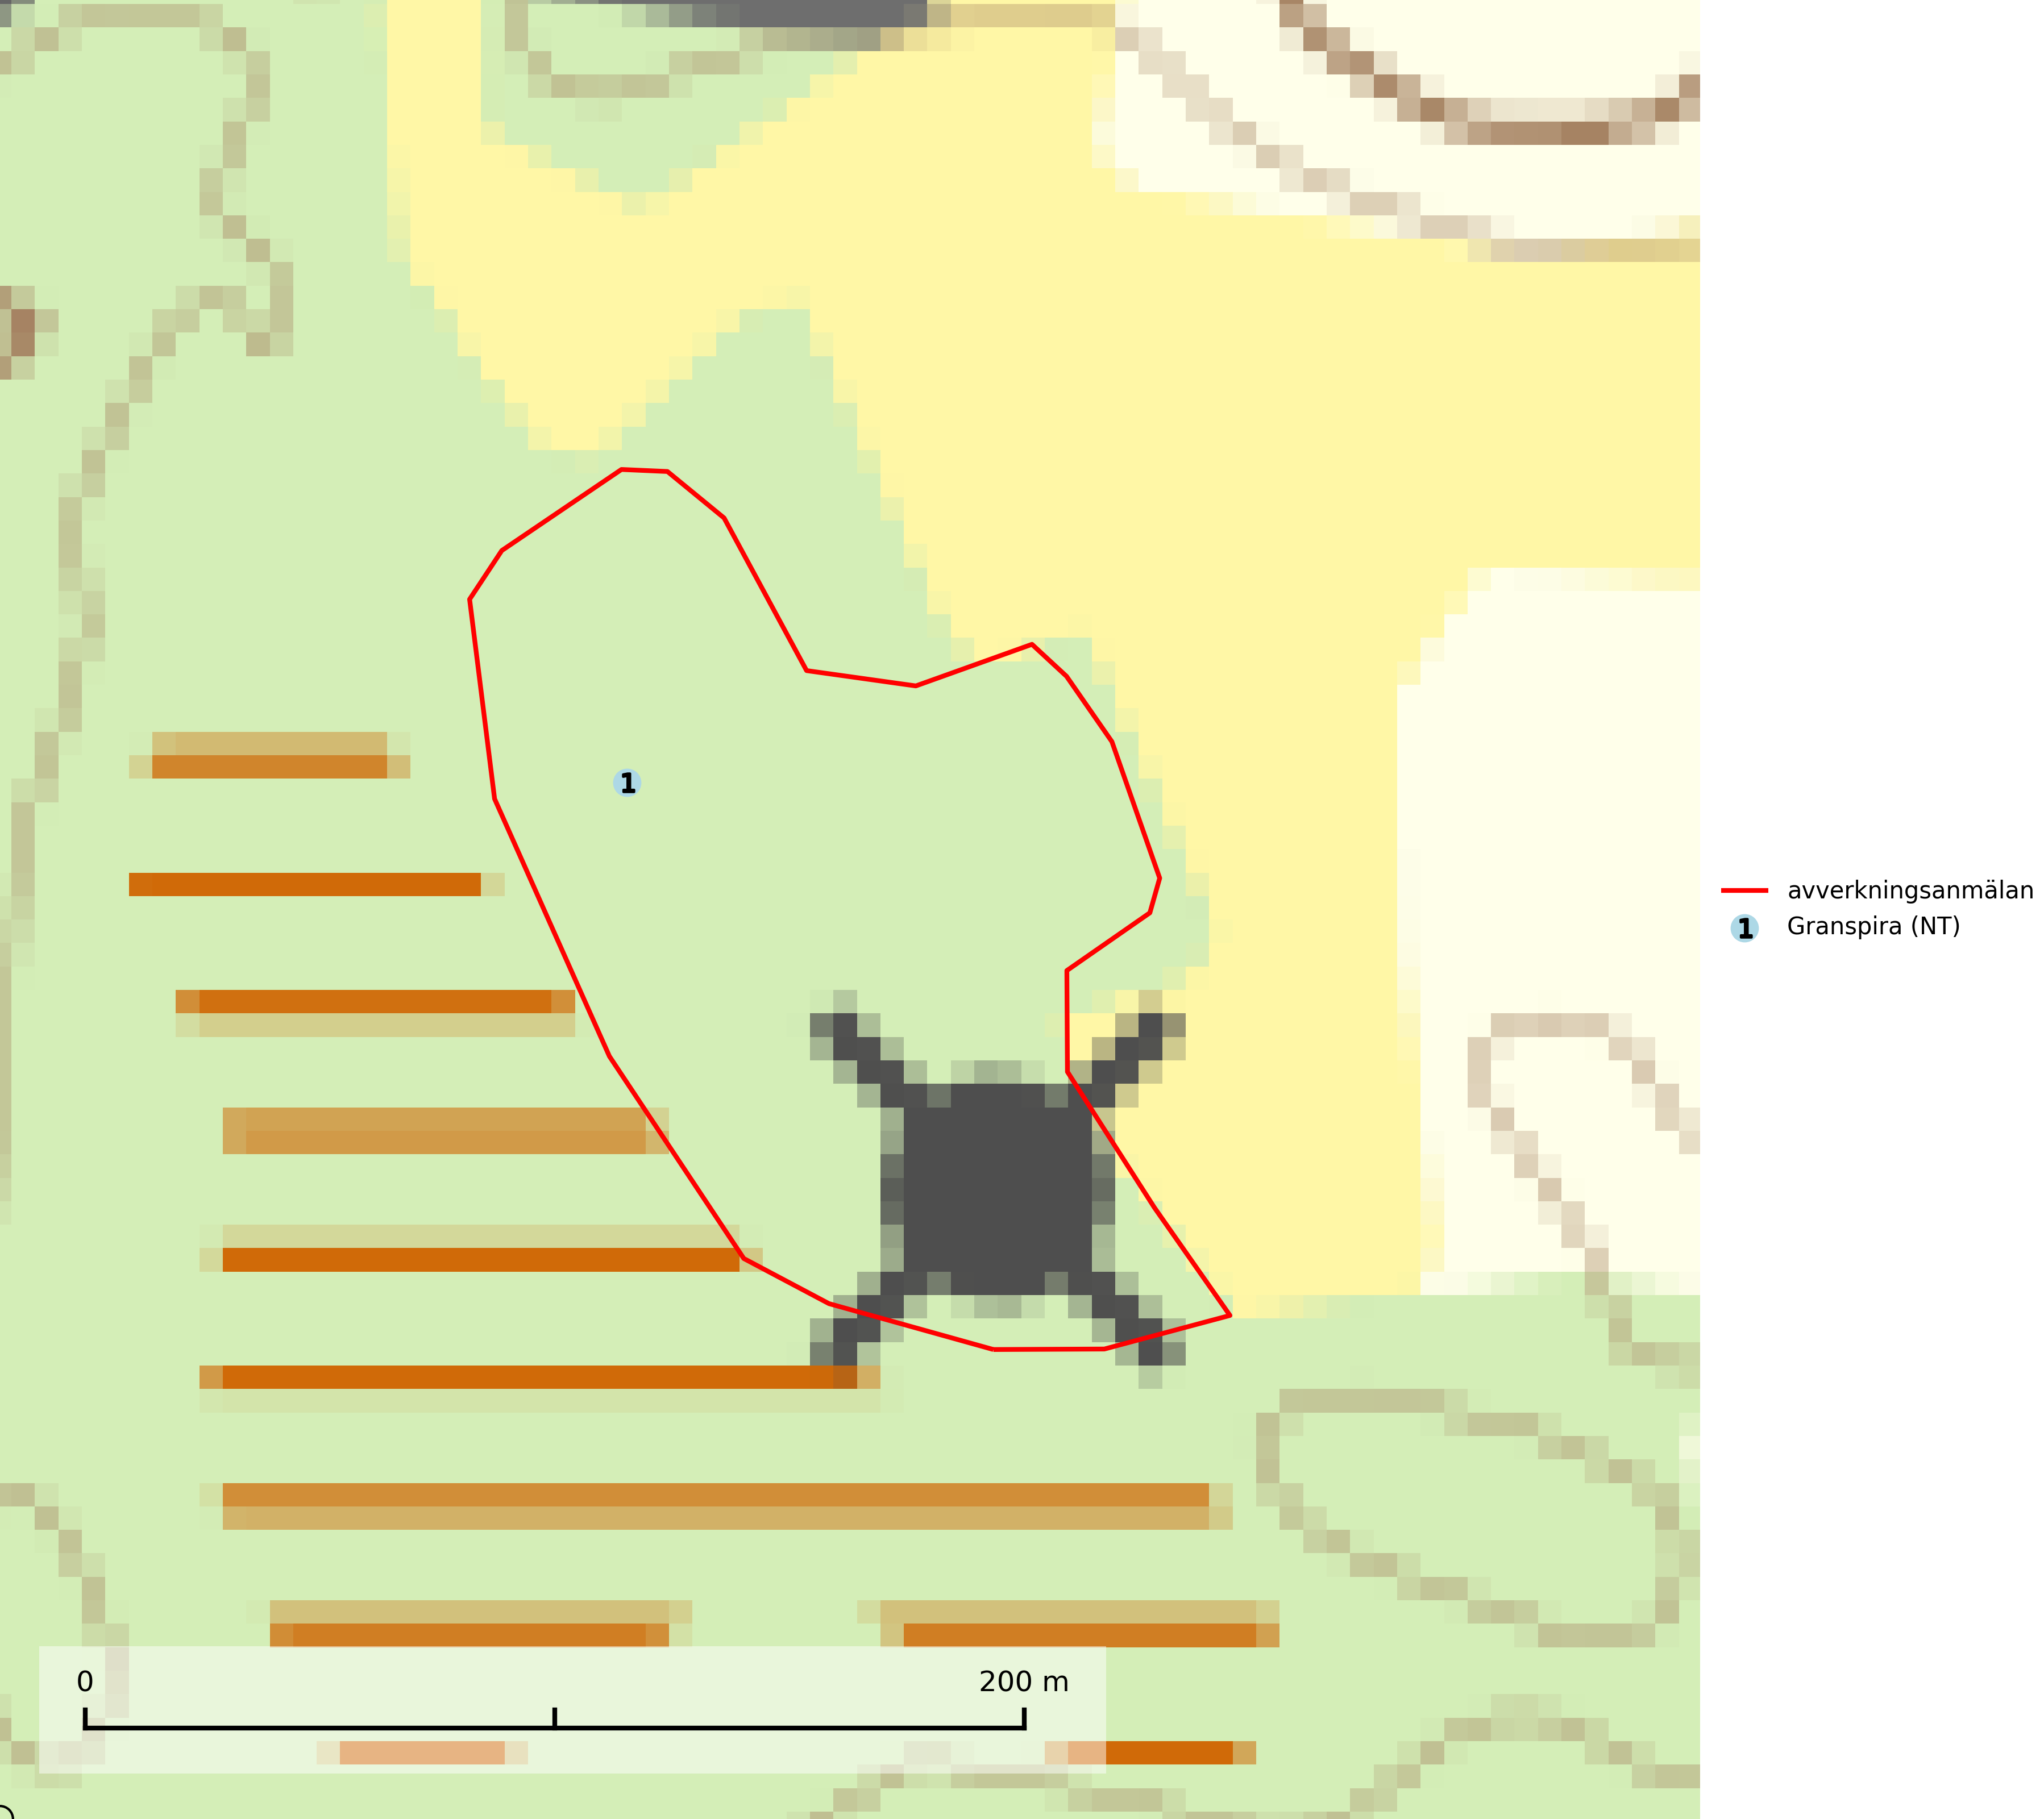 1
avverkningsanmälan
1 Granspira (NT)
0 200 m